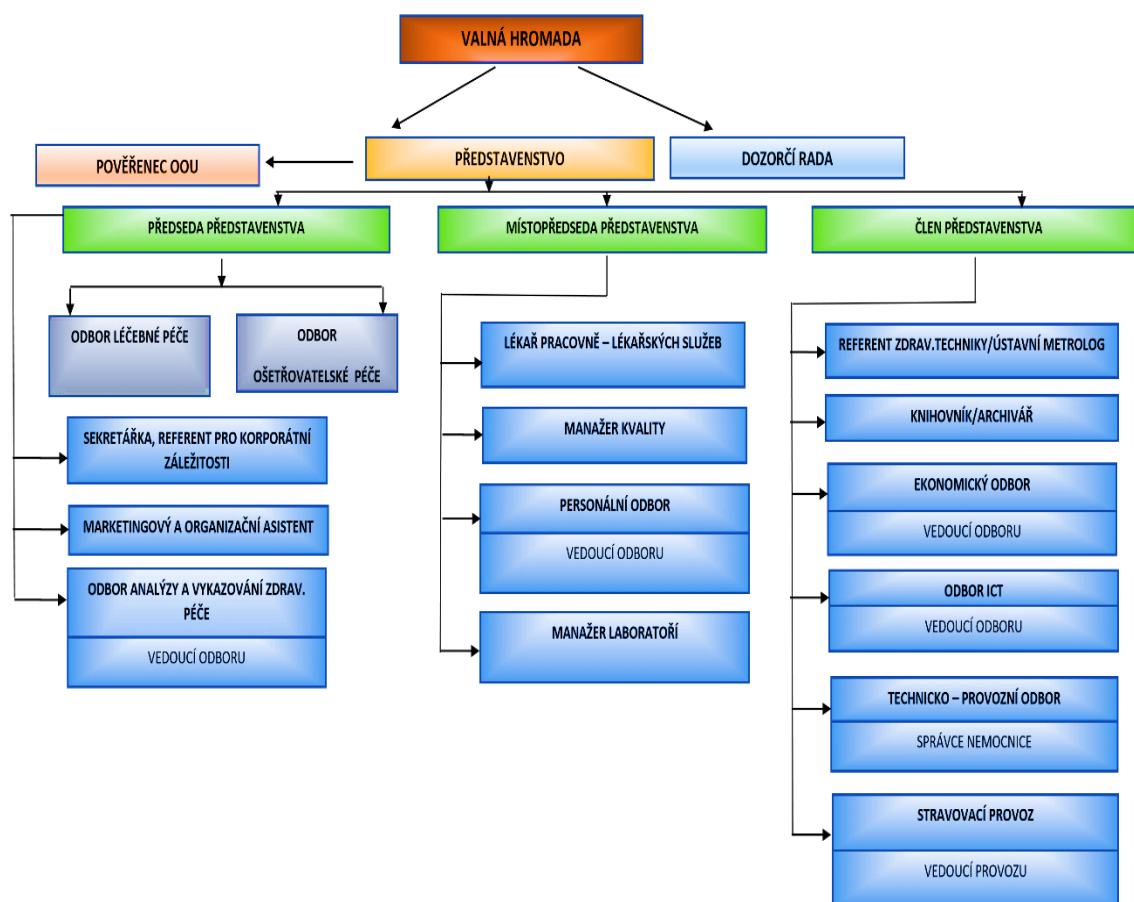 VALNÁ HROMADA
POVĚŘENEC OOU
PŘEDSTAVENSTVO
DOZORČÍ RADA
PŘEDSEDA PŘEDSTAVENSTVA
MÍSTOPŘEDSEDA PŘEDSTAVENSTVA
ČLEN PŘEDSTAVENSTVA
ODBOR LÉČEBNÉ PÉČE
ODBOR
OŠETŘOVATELSKÉ PÉČE
SEKRETÁŘKA, REFERENT PRO KORPORÁTNÍ
ZÁLEŽITOSTI
MARKETINGOVÝ A ORGANIZAČNÍ ASISTENT
ODBOR ANALÝZY A VYKAZOVÁNÍ ZDRAV.
PÉČE
VEDOUCÍ ODBORU
LÉKAŘ PRACOVNĚ – LÉKAŘSKÝCH SLUŽEB
MANAŽER KVALITY
PERSONÁLNÍ ODBOR
VEDOUCÍ ODBORU
MANAŽER LABORATOŘÍ
REFERENT ZDRAV.TECHNIKY/ÚSTAVNÍ METROLOG
KNIHOVNÍK/ARCHIVÁŘ
EKONOMICKÝ ODBOR
VEDOUCÍ ODBORU
ODBOR ICT
VEDOUCÍ ODBORU
TECHNICKO – PROVOZNÍ ODBOR
SPRÁVCE NEMOCNICE
STRAVOVACÍ PROVOZ
VEDOUCÍ PROVOZU